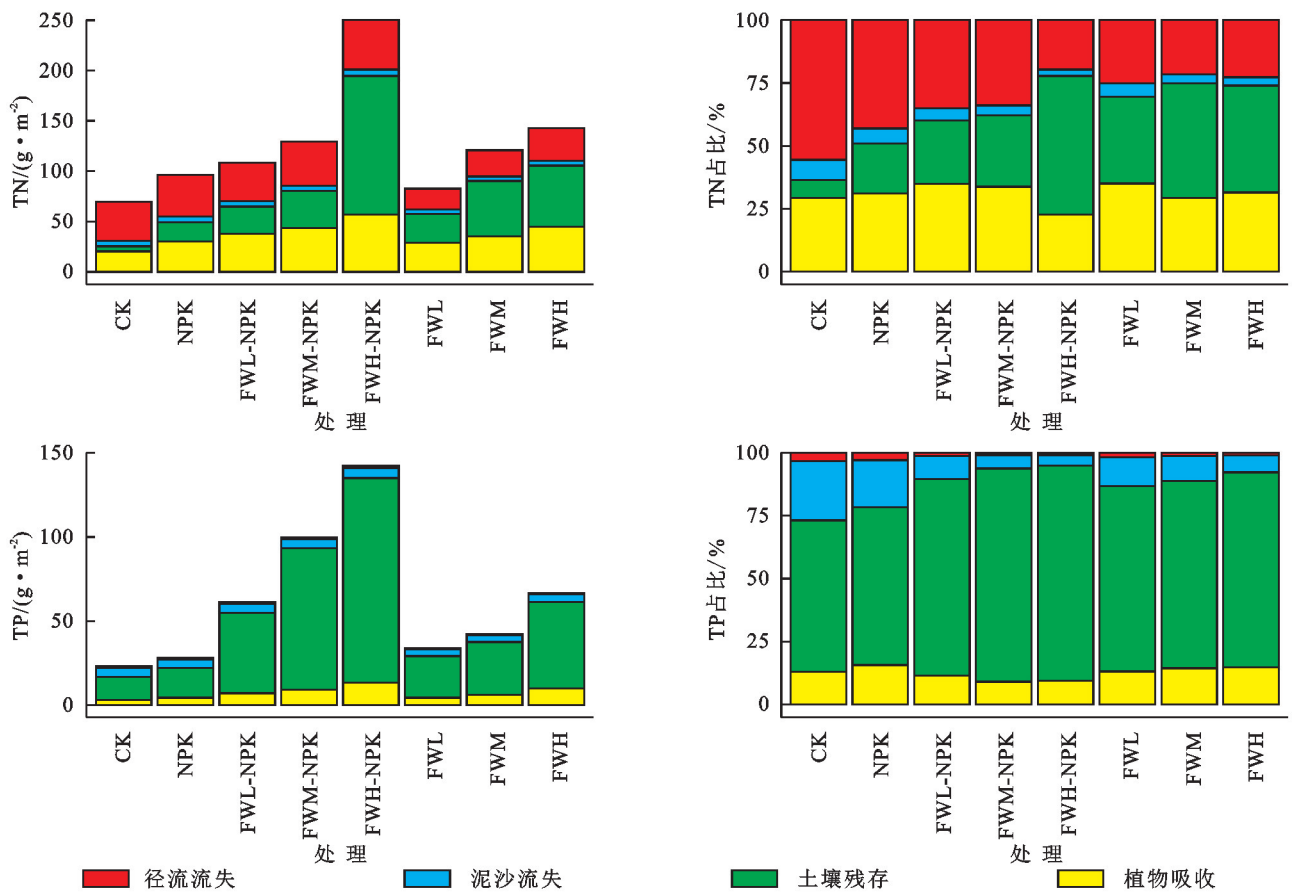 250
200
150
100
50
0
TN/(g·m⁻²)
CK
NPK
FWL-NPK
FWM-NPK
FWH-NPK
FWL
FWM
FWH
处 理
100
75
50
25
0
TN占比/%
CK
NPK
FWL-NPK
FWM-NPK
FWH-NPK
FWL
FWM
FWH
处 理
150
100
50
0
TP/(g·m⁻²)
CK
NPK
FWL-NPK
FWM-NPK
FWH-NPK
FWL
FWM
FWH
处 理
100
75
50
25
0
TP占比/%
CK
NPK
FWL-NPK
FWM-NPK
FWH-NPK
FWL
FWM
FWH
处 理
径流流失 泥沙流失 土壤残存 植物吸收